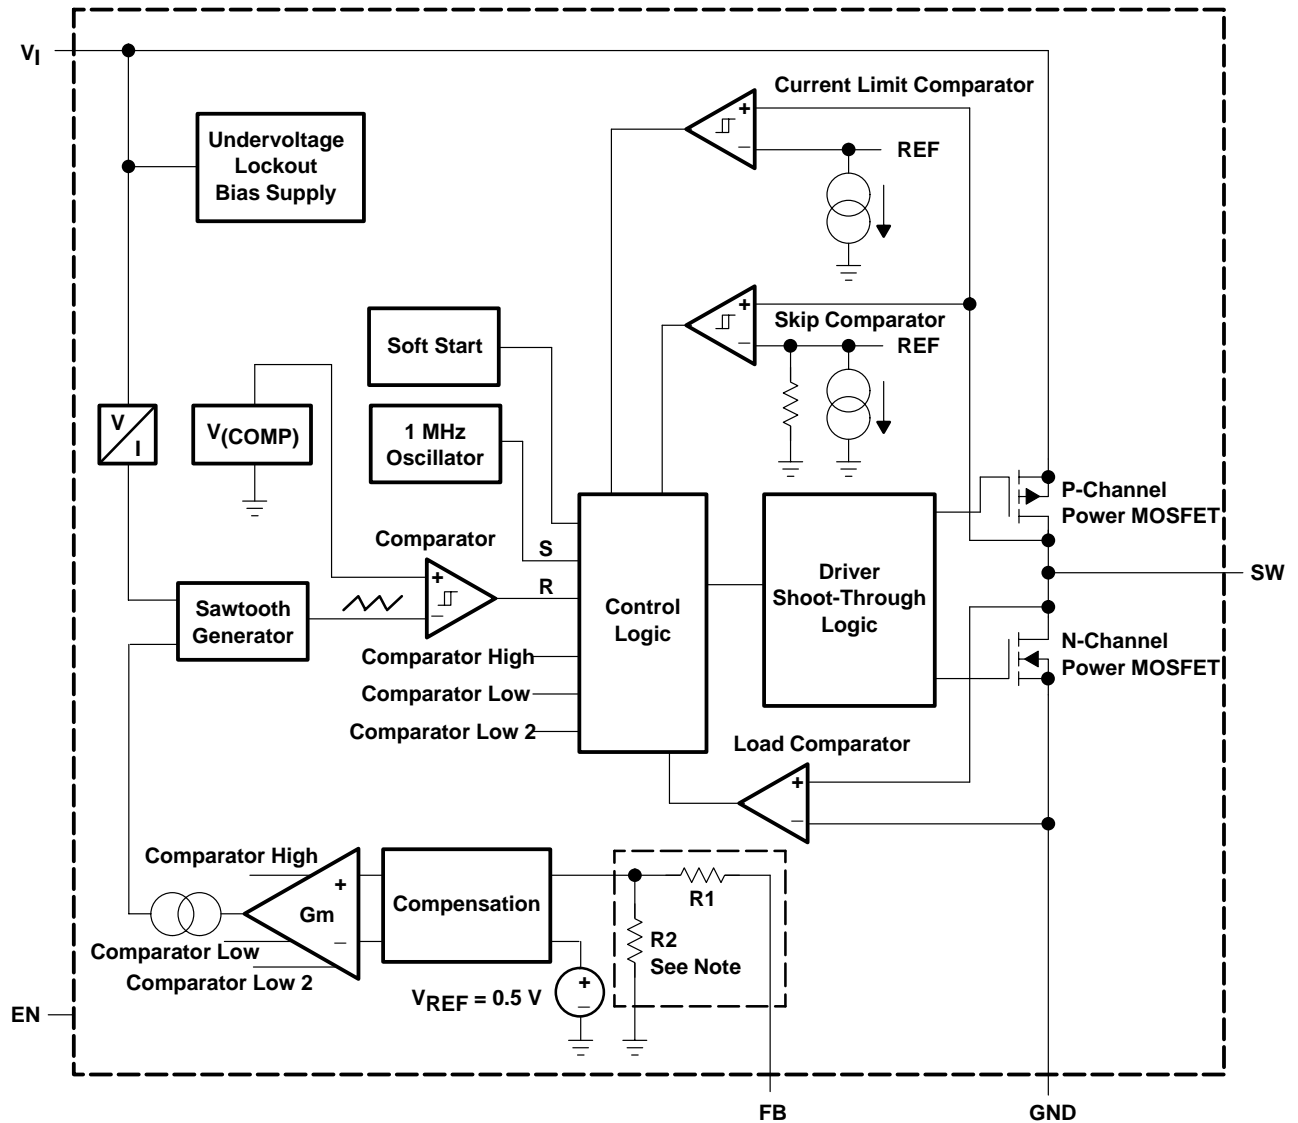 VI
Current Limit Comparator
+
–
REF
Undervoltage
Lockout
Bias Supply
+
–
Skip Comparator
REF
Soft Start
V
I
V(COMP)
1 MHz
Oscillator
P-Channel
Power MOSFET
Comparator
+
–
S
R
Sawtooth
Generator
Control
Logic
Driver
Shoot-Through
Logic
SW
N-Channel
Power MOSFET
Comparator High
Comparator Low
Comparator Low 2
Load Comparator
+
–
Comparator High
+
Gm
–
Compensation
R1
R2
See Note
Comparator Low
Comparator Low 2
VREF = 0.5 V
+
–
EN
FB
GND